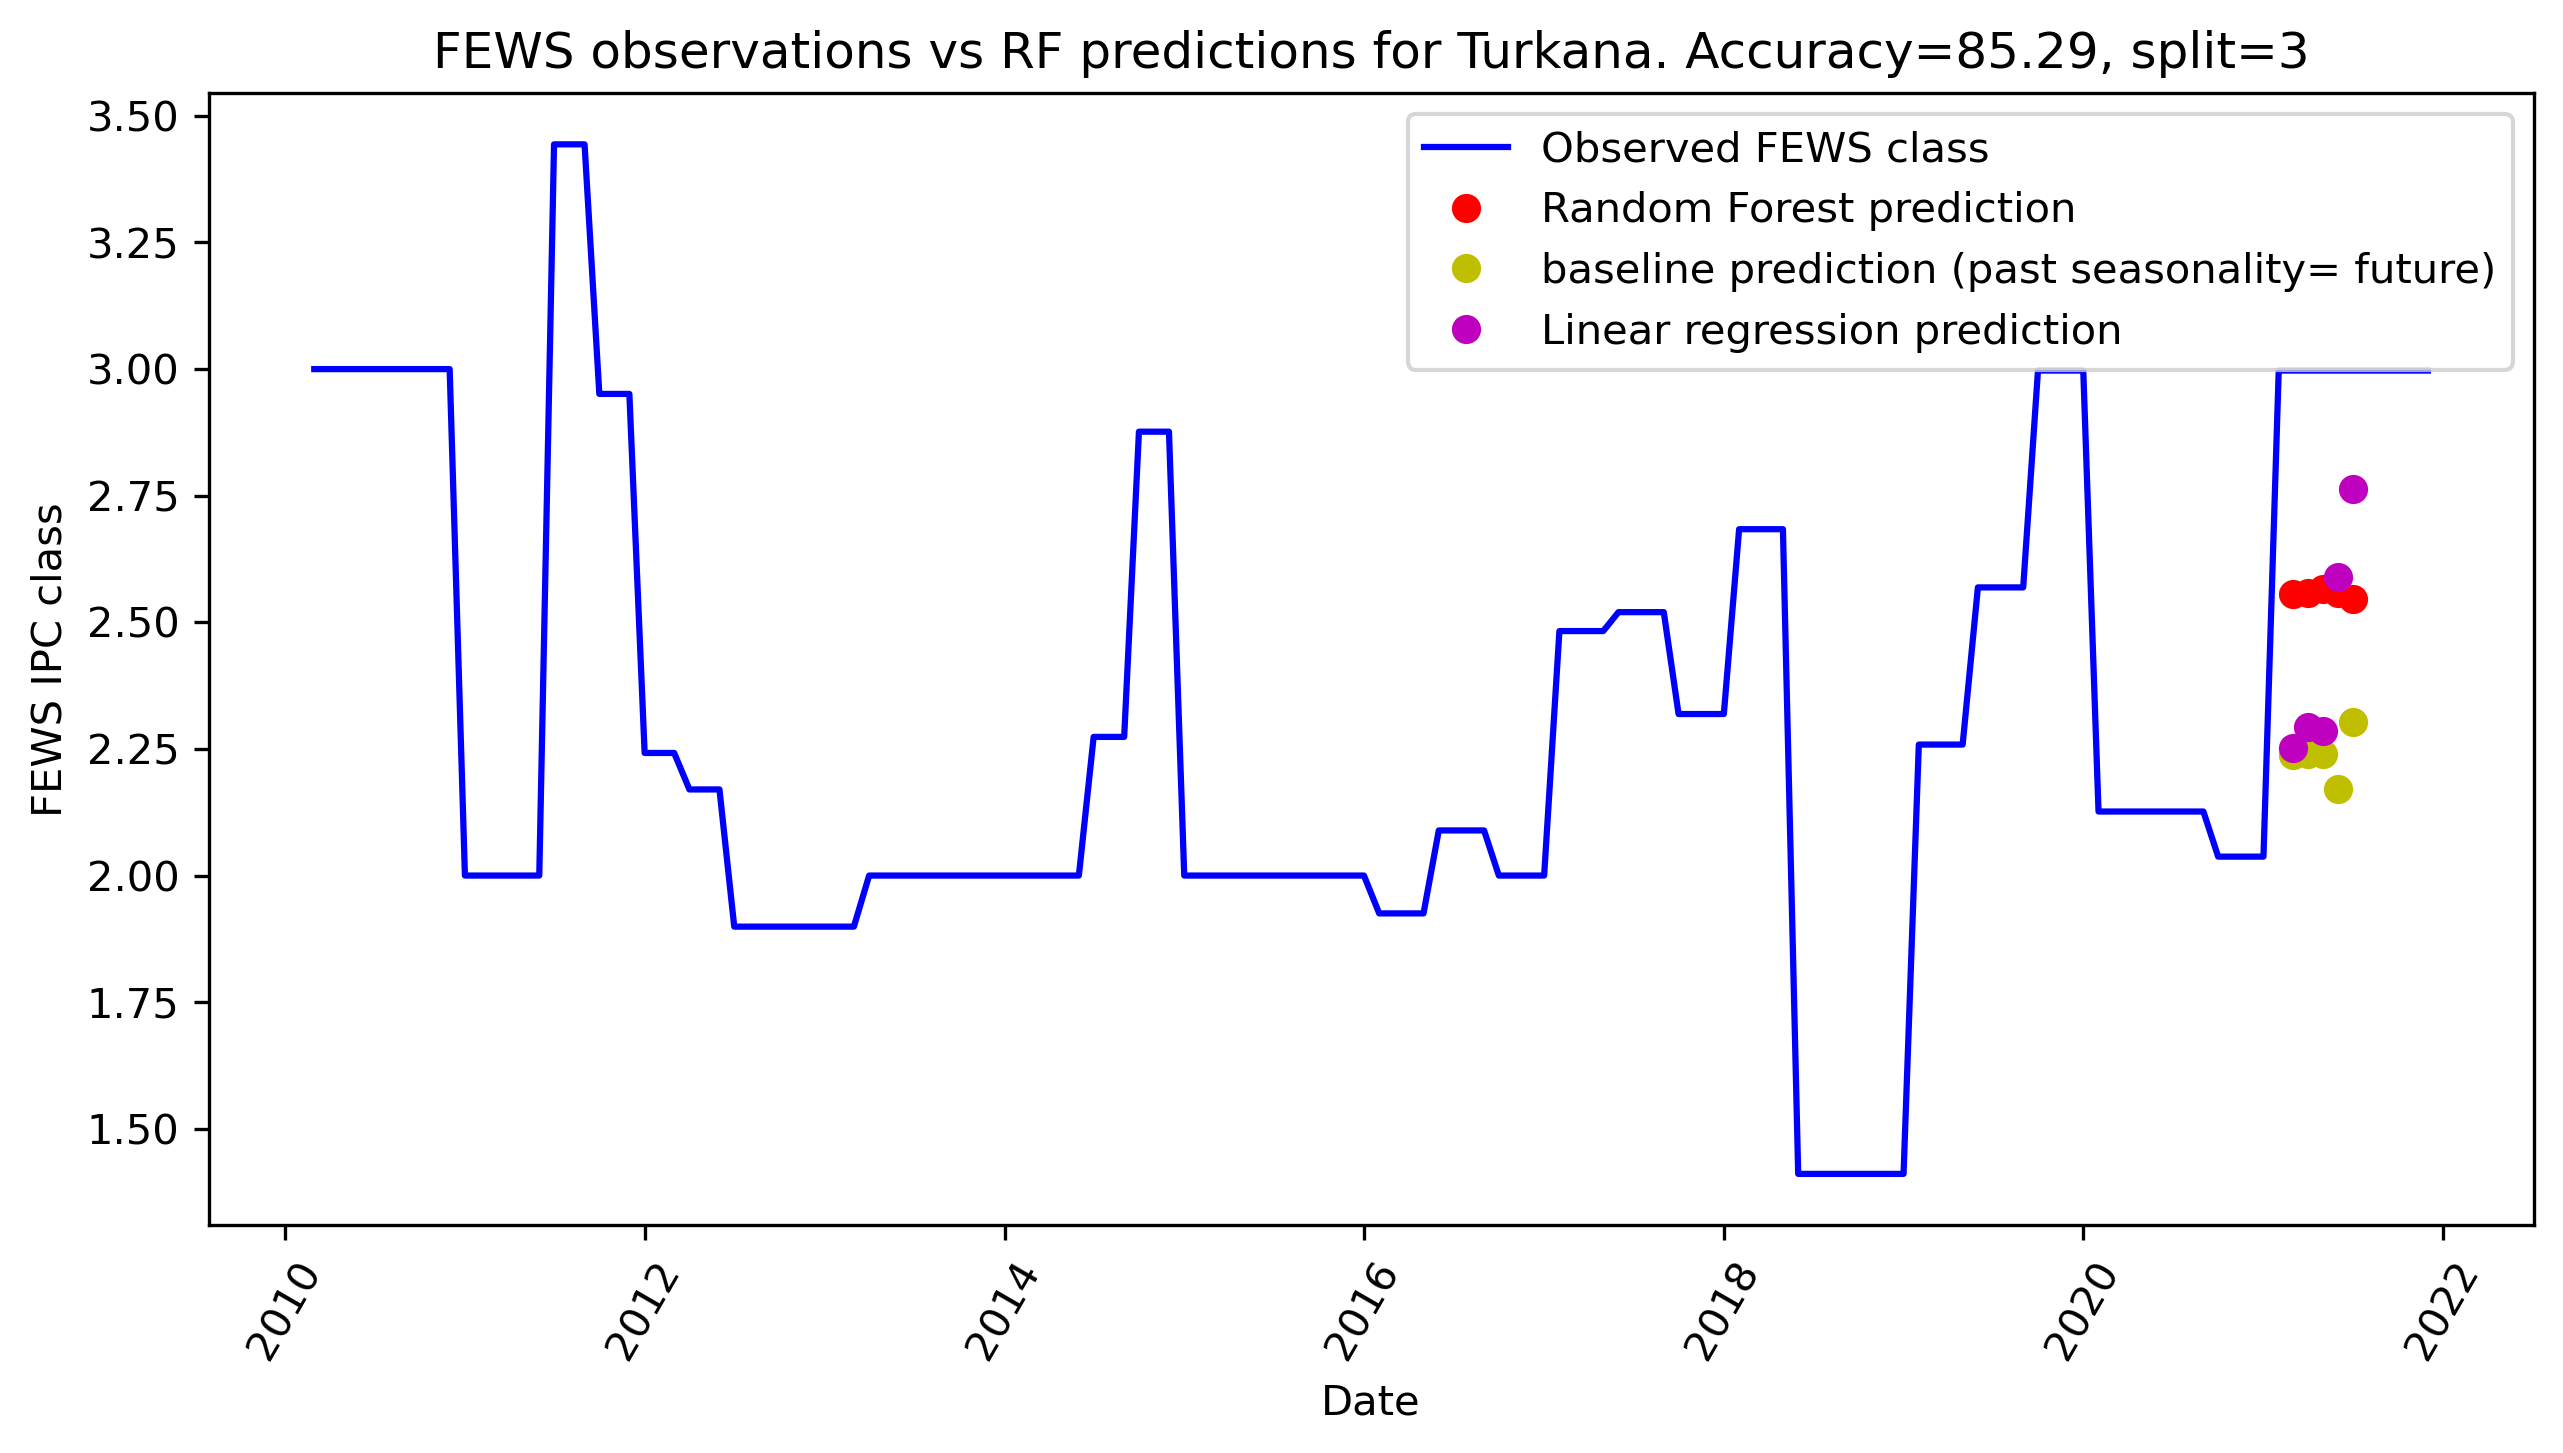 FEWS observations vs RF predictions for Turkana. Accuracy=85.29, split=3
Observed FEWS class
Random Forest prediction
baseline prediction (past seasonality= future)
Linear regression prediction
FEWS IPC class
3.50
3.25
3.00
2.75
2.50
2.25
2.00
1.75
1.50
2010
2012
2014
2016
2018
2020
2022
Date